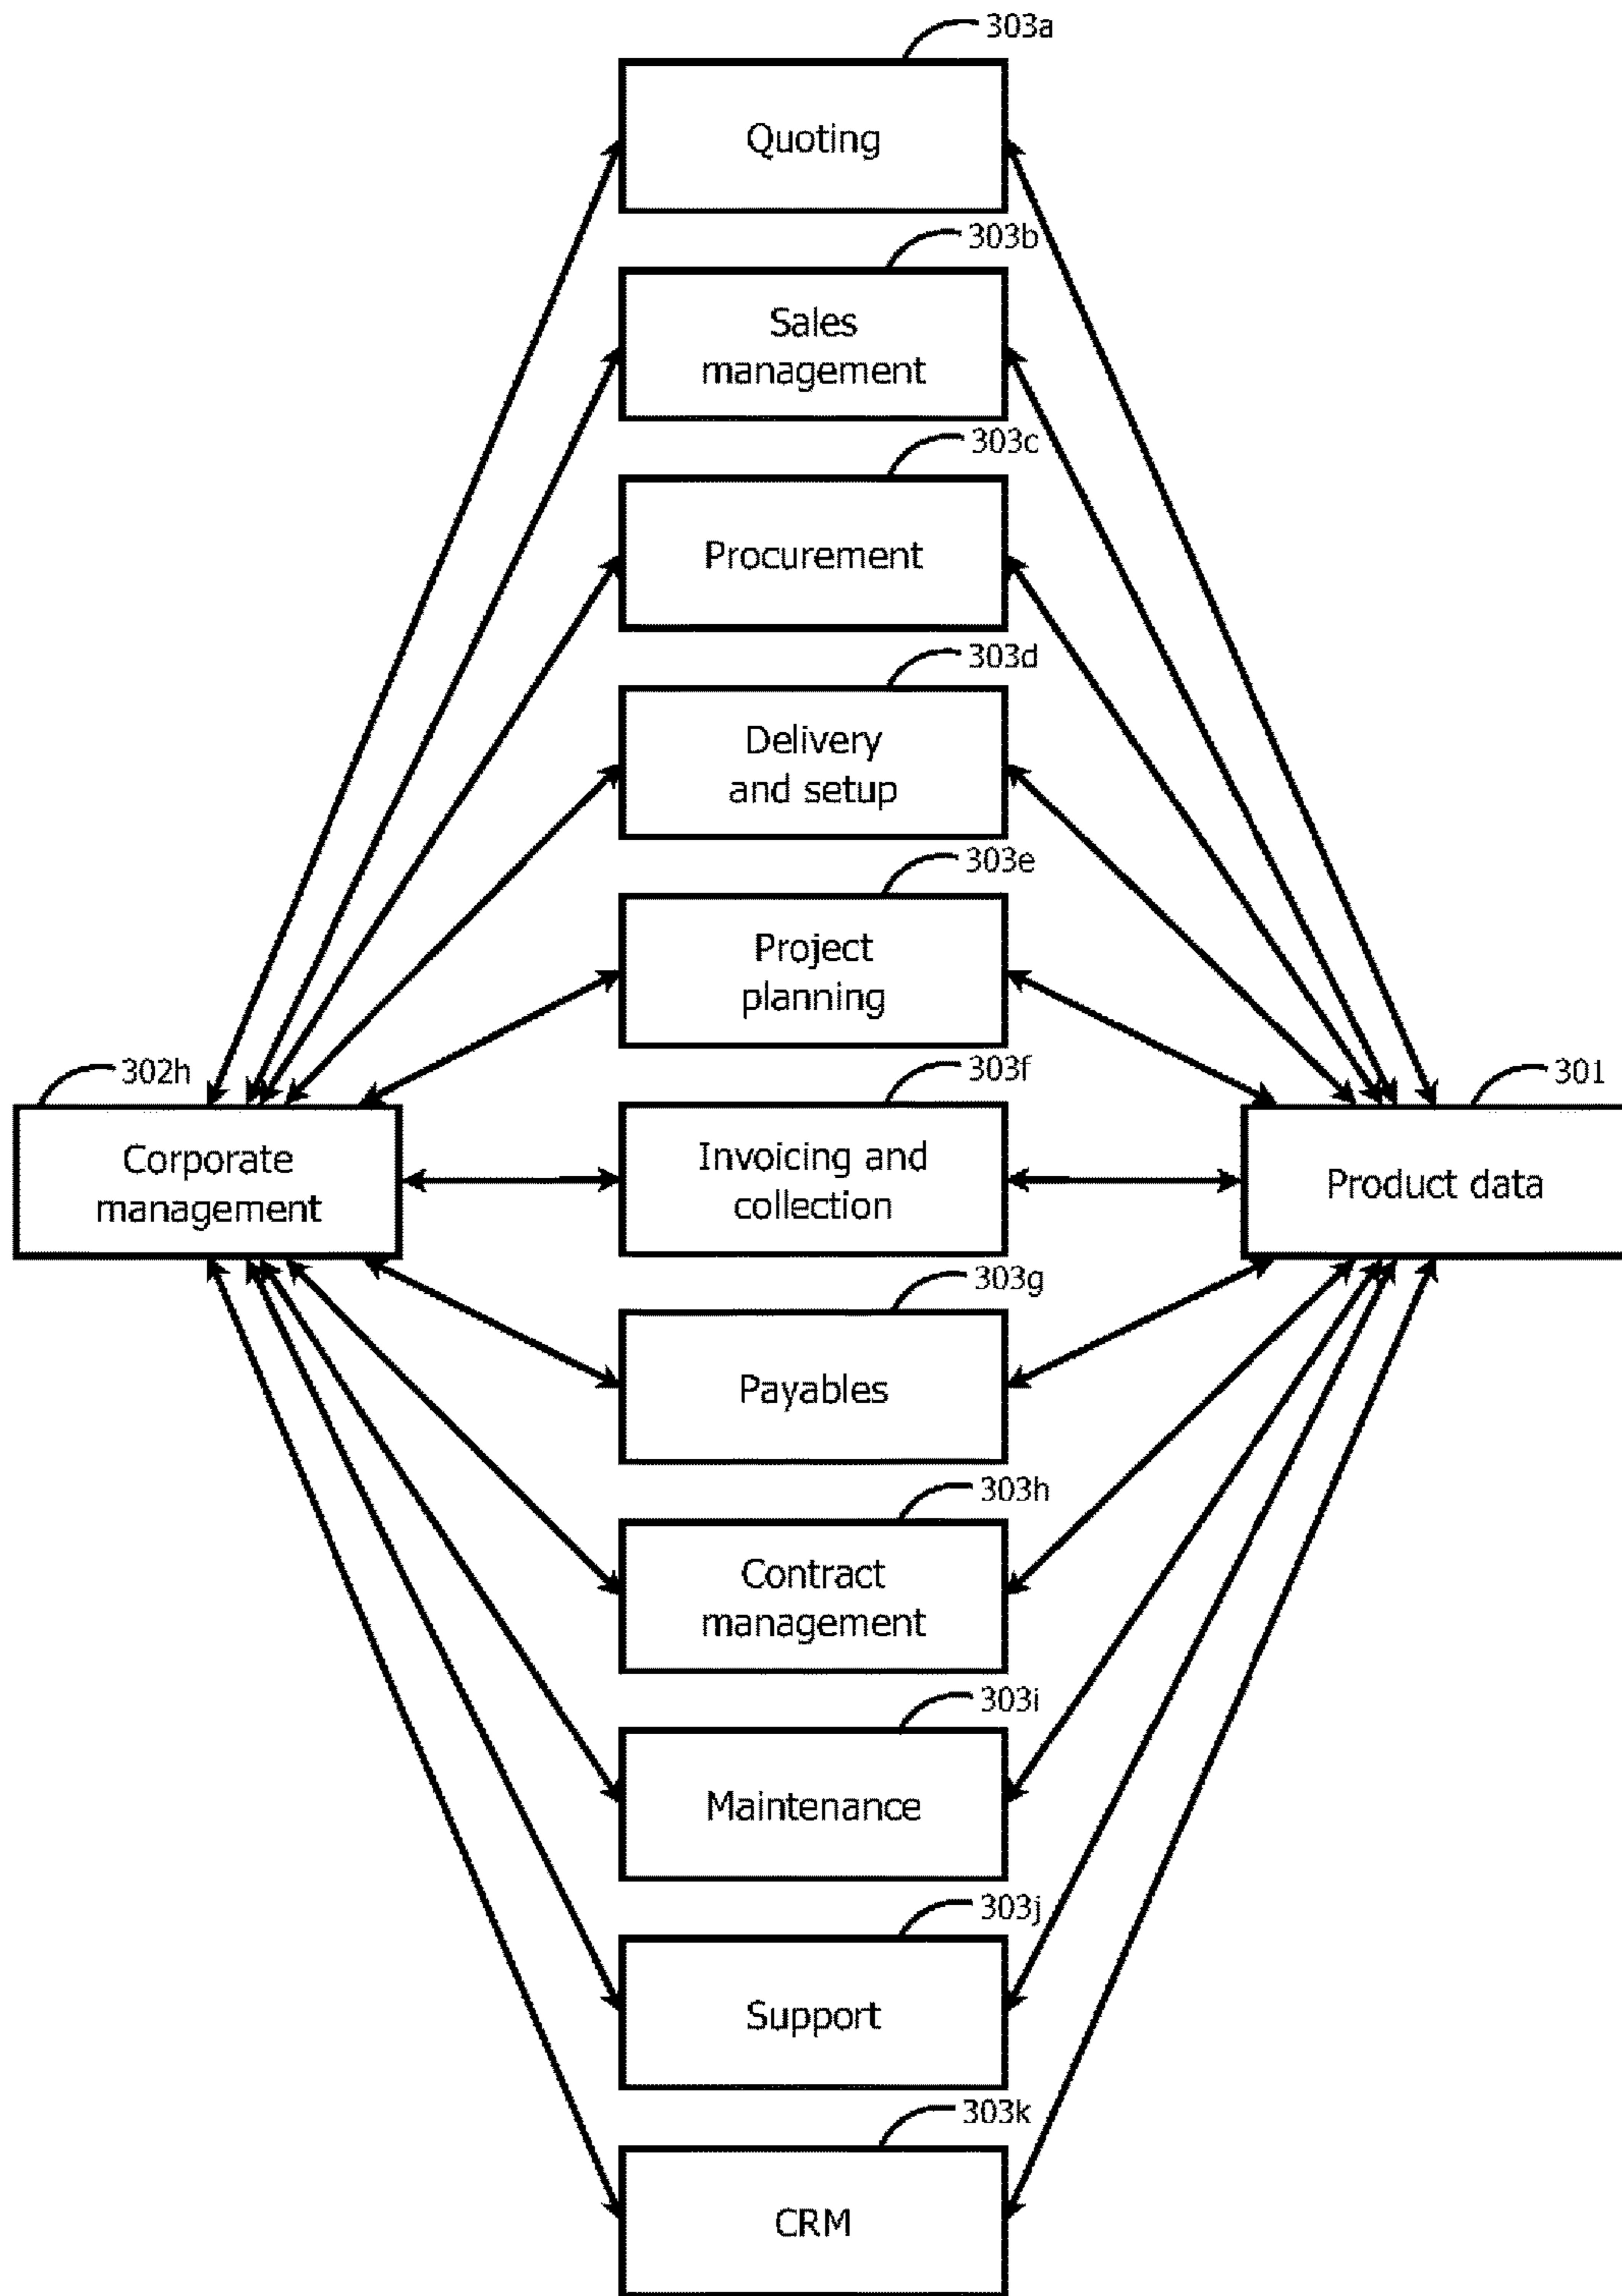 303a
Quoting
303b
Sales
management
303c
Procurement
303d
Delivery
and setup
303e
Project
planning
302h
Corporate
management
303f
Invoicing and
collection
301
Product data
303g
Payables
303h
Contract
management
303i
Maintenance
303j
Support
303k
CRM